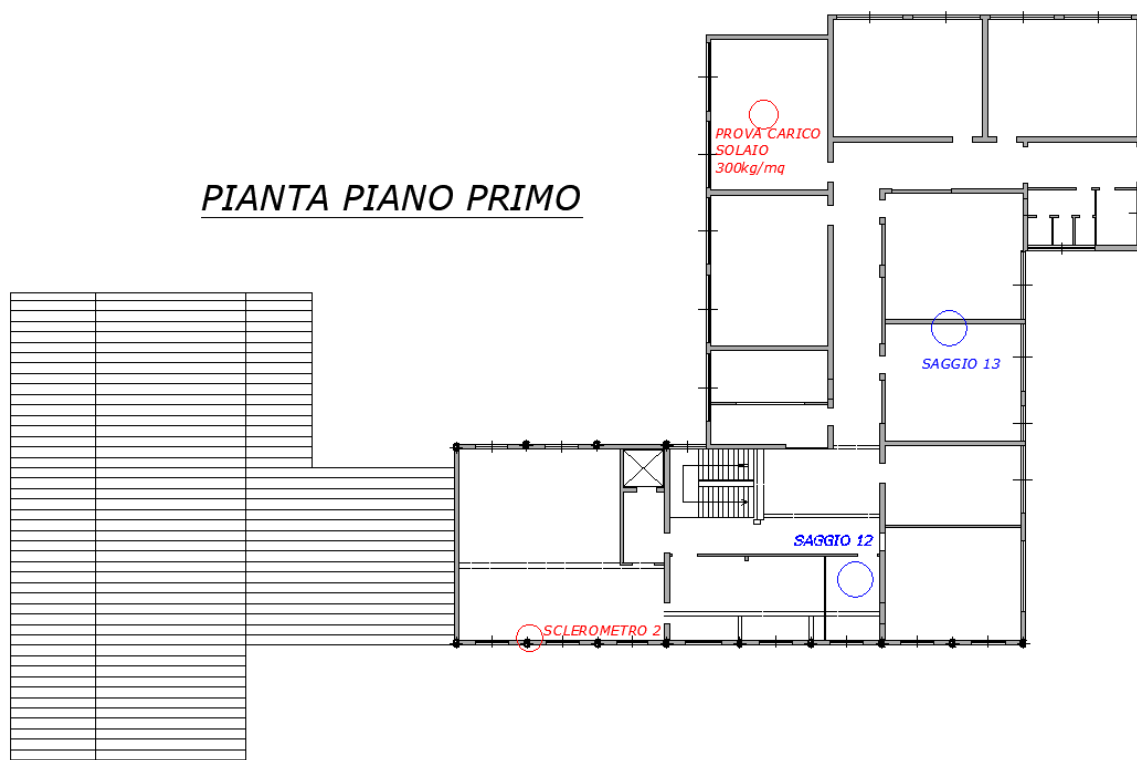 PROVA CARICO
SOLAIO
300kg/mq
PIANTA PIANO PRIMO
SAGGIO 13
SAGGIO 12
SCLEROMETRO 2